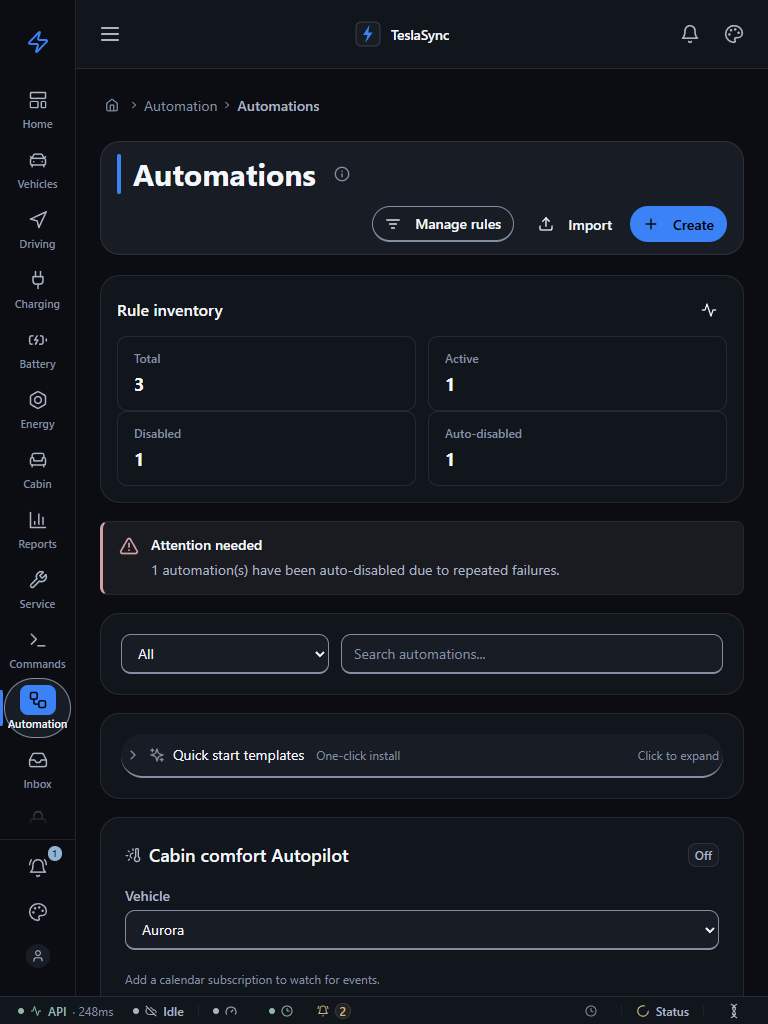 TeslaSync
Home
Vehicles
Driving
Charging
Battery
Energy
Cabin
Reports
Service
Commands
Automation
Inbox
1
Automation
Automations
Automations
Manage rules
Import
Create
Rule inventory
Total
3
Active
1
Disabled
1
Auto-disabled
1
Attention needed
1 automation(s) have been auto-disabled due to repeated failures.
All
Search automations...
Quick start templates One-click install Click to expand
Cabin comfort Autopilot
Off
Vehicle
Aurora
Add a calendar subscription to watch for events.
API · 248ms
Idle
2
Status